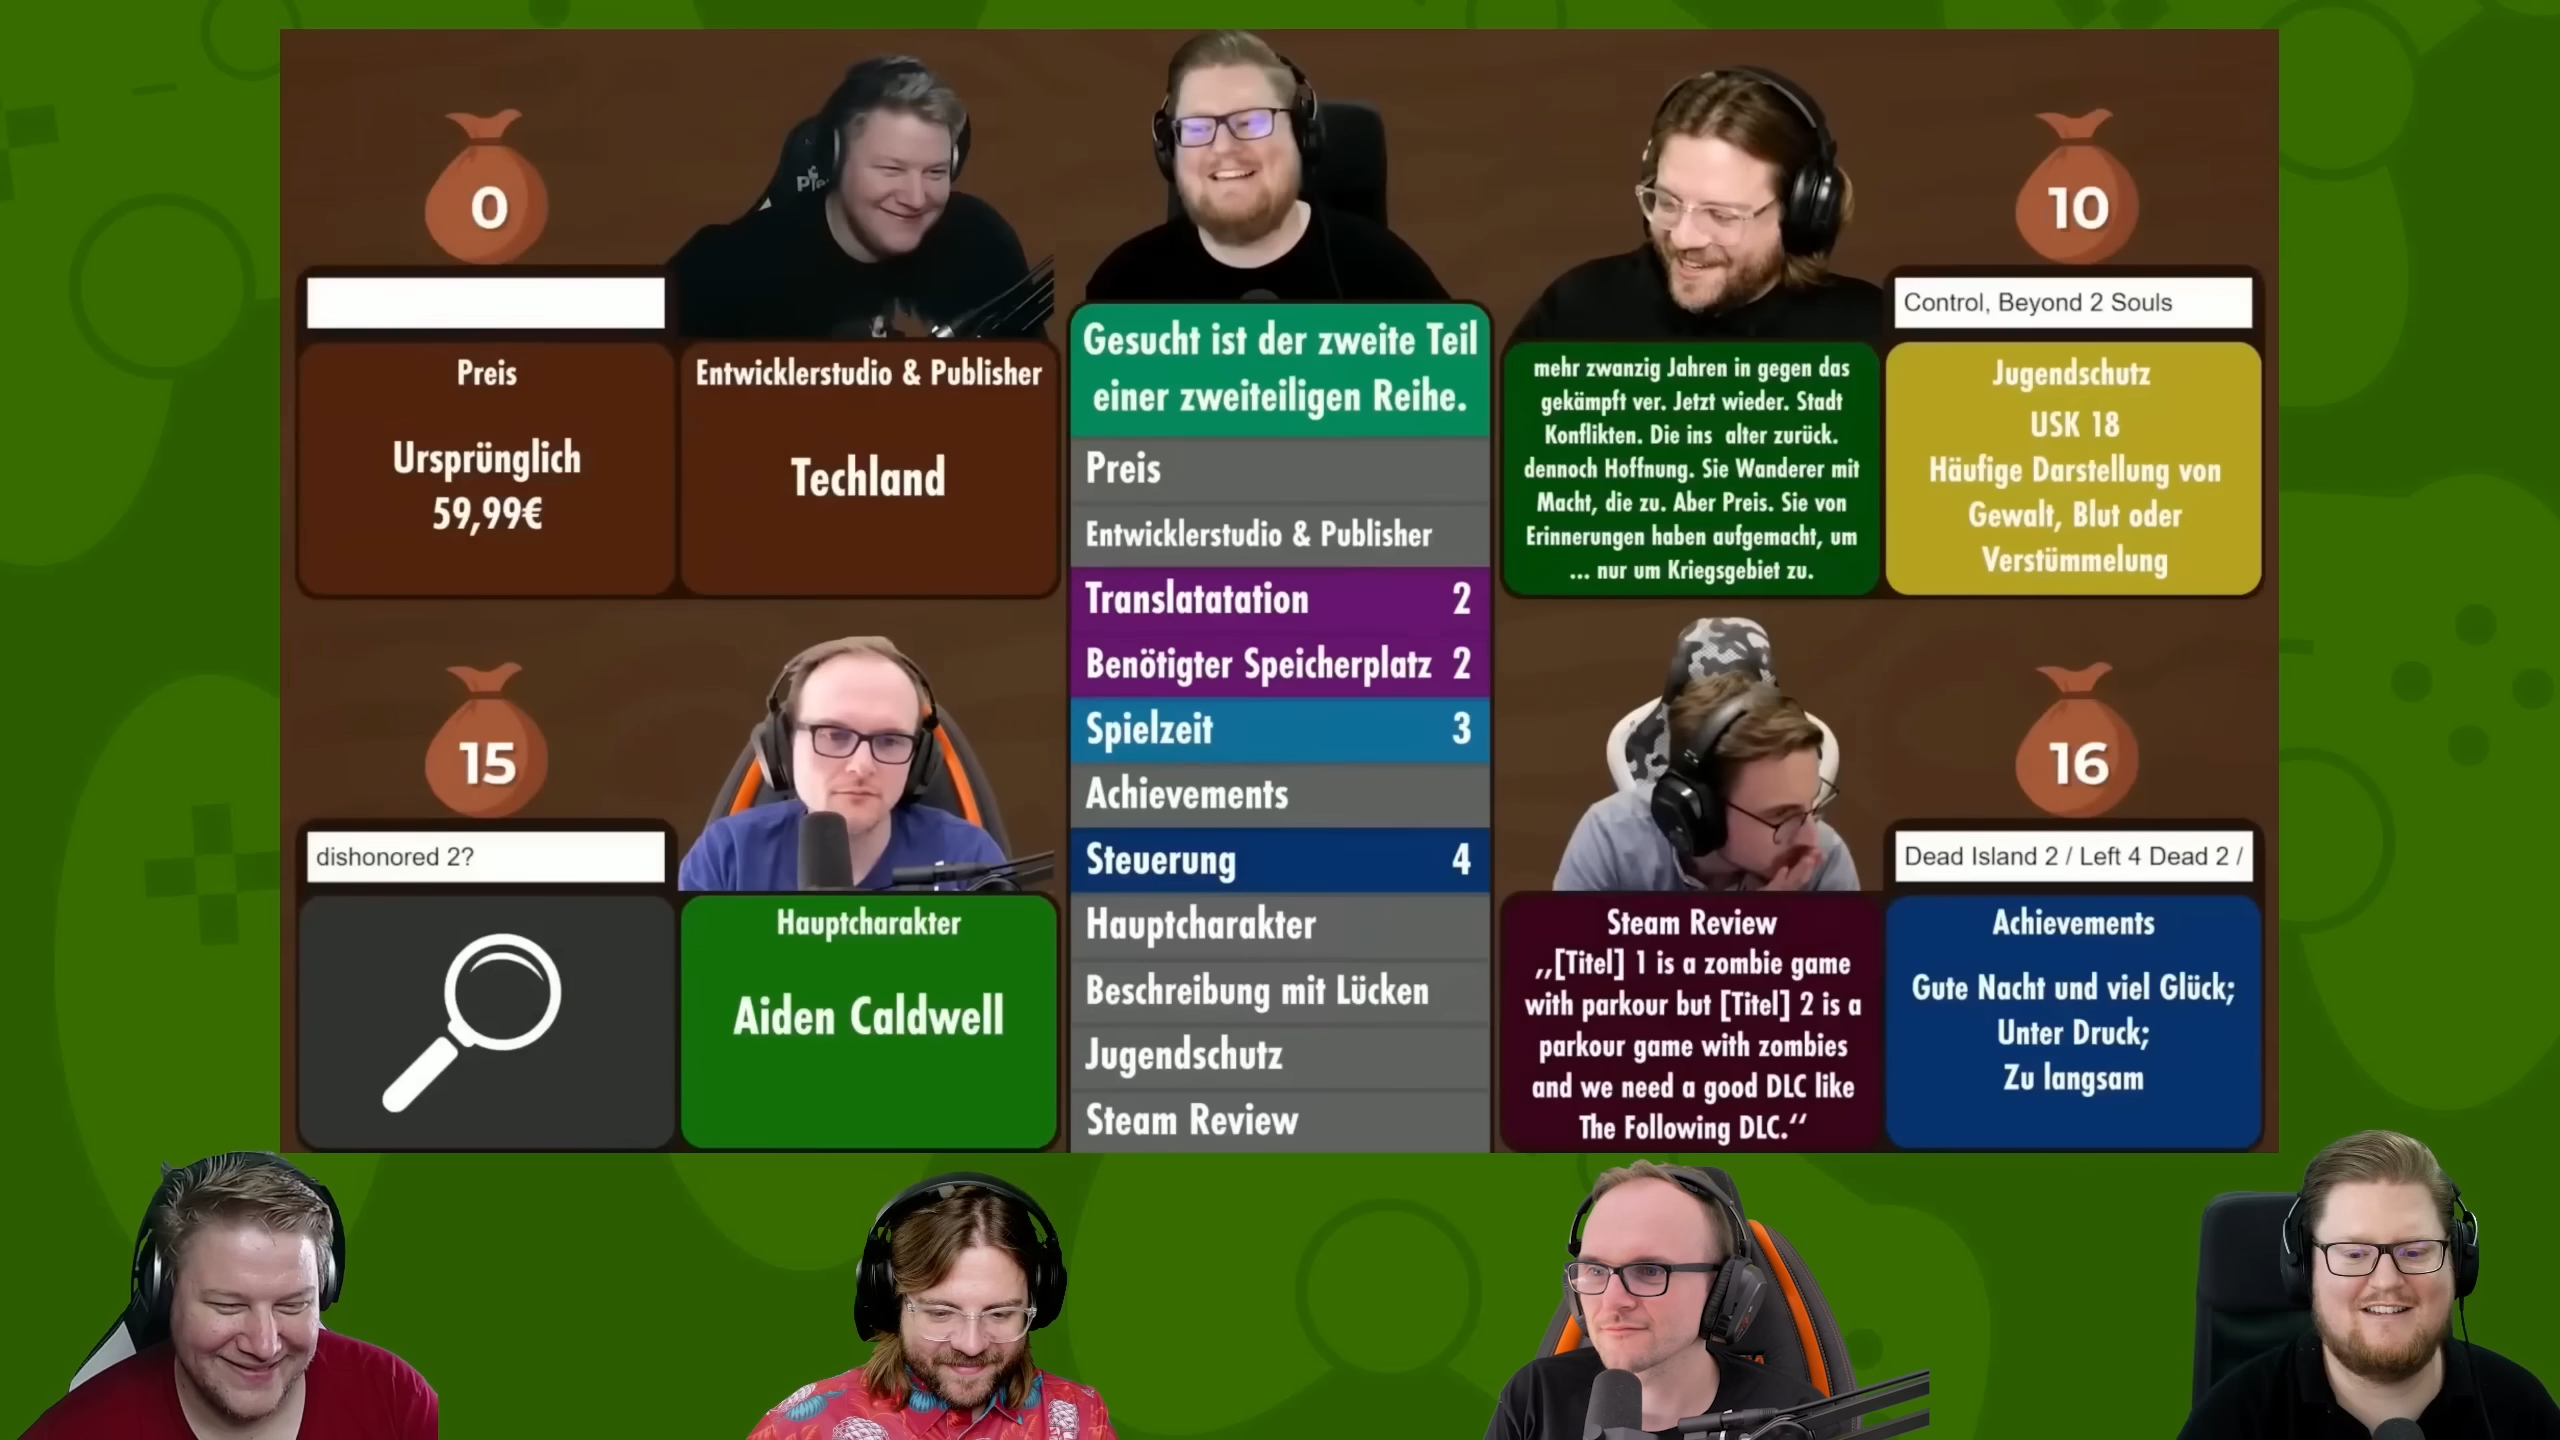 0
Preis
Ursprünglich
59,99€
Entwicklerstudio & Publisher
Techland
Gesucht ist der zweite Teil
einer zweiteiligen Reihe.
Preis
Entwicklerstudio & Publisher
Translatatation 2
Benötigter Speicherplatz 2
Spielzeit 3
Achievements
Steuerung 4
Hauptcharakter
Beschreibung mit Lücken
Jugendschutz
Steam Review
10
Control, Beyond 2 Souls
mehr zwanzig Jahren in gegen das
gekämpft ver. Jetzt wieder. Stadt
Konflikten. Die ins alter zurück.
dennoch Hoffnung. Sie Wanderer mit
Macht, die zu. Aber Preis. Sie von
Erinnerungen haben aufgemacht, um
... nur um Kriegsgebiet zu.
Jugendschutz
USK 18
Häufige Darstellung von
Gewalt, Blut oder
Verstümmelung
15
dishonored 2?
Hauptcharakter
Aiden Caldwell
16
Dead Island 2 / Left 4 Dead 2 /
Steam Review
,,[Titel] 1 is a zombie game
with parkour but [Titel] 2 is a
parkour game with zombies
and we need a good DLC like
The Following DLC.‘‘
Achievements
Gute Nacht und viel Glück;
Unter Druck;
Zu langsam